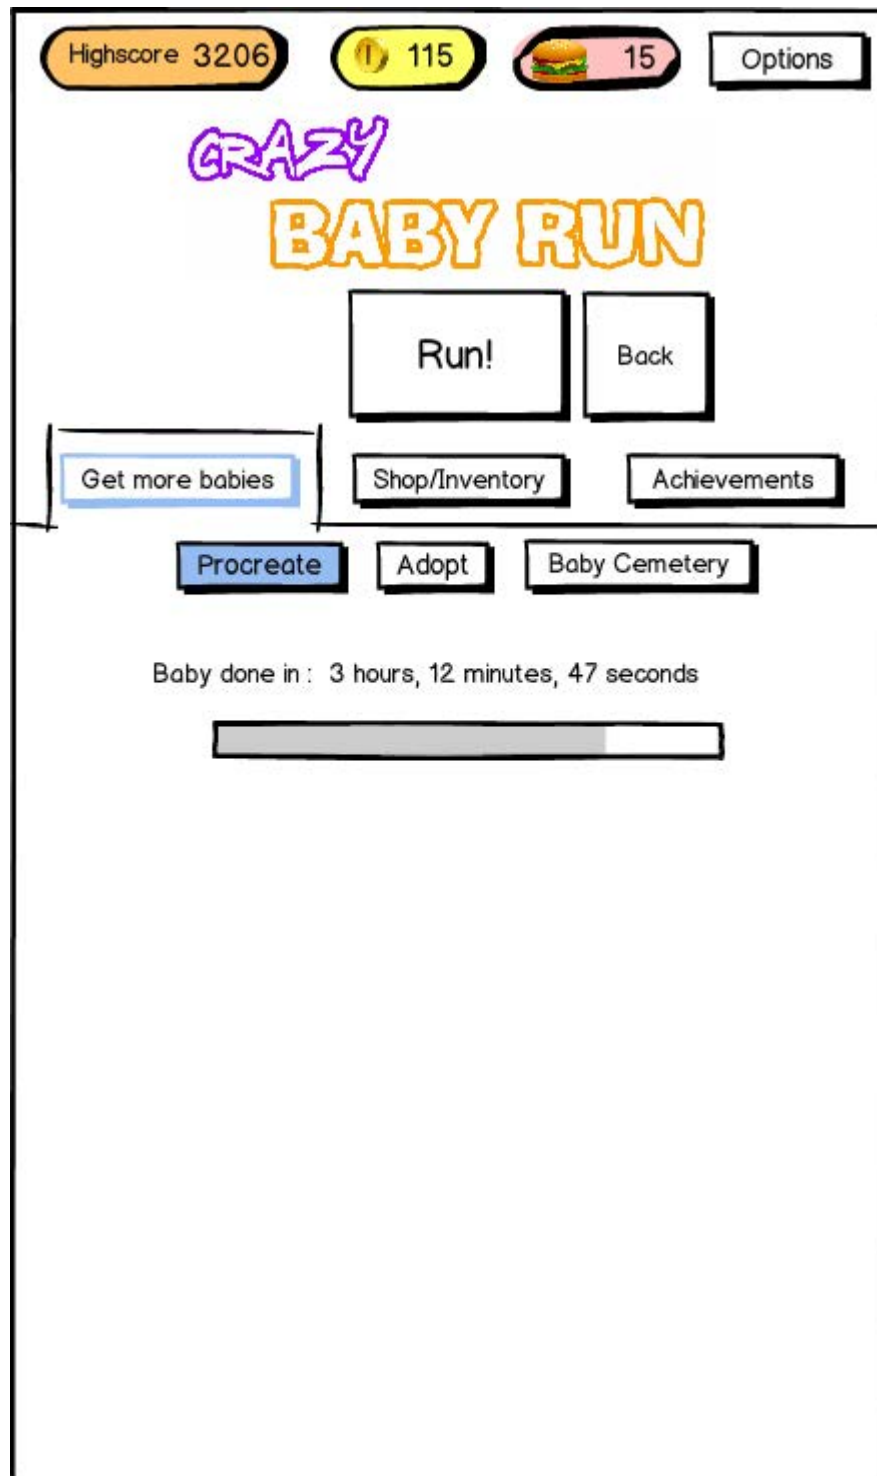 Highscore 3206 115 15 Options
CRAZY
BABY RUN
Run! Back
Get more babies Shop/Inventory Achievements
Procreate Adopt Baby Cemetery
Baby done in : 3 hours, 12 minutes, 47 seconds